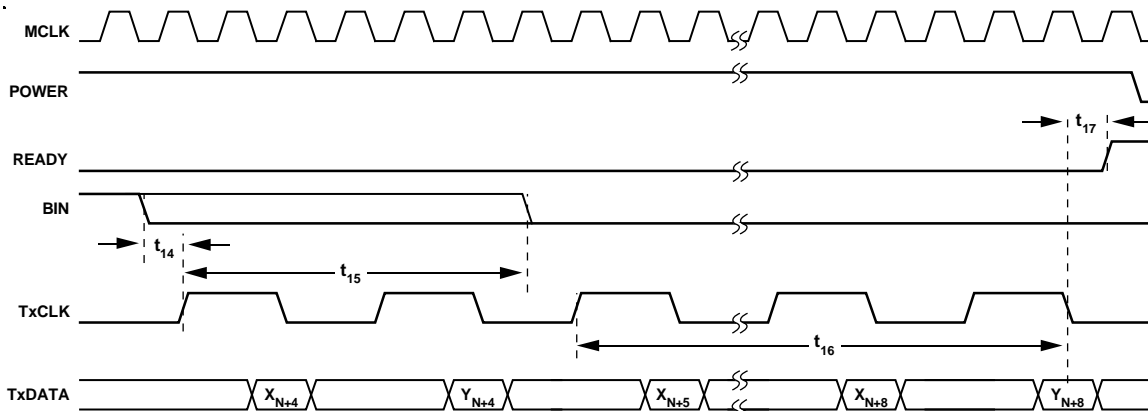 MCLK
POWER
t17
READY
BIN
t14
t15
TxCLK
t16
TxDATA XN+4 YN+4 XN+5 XN+8 YN+8